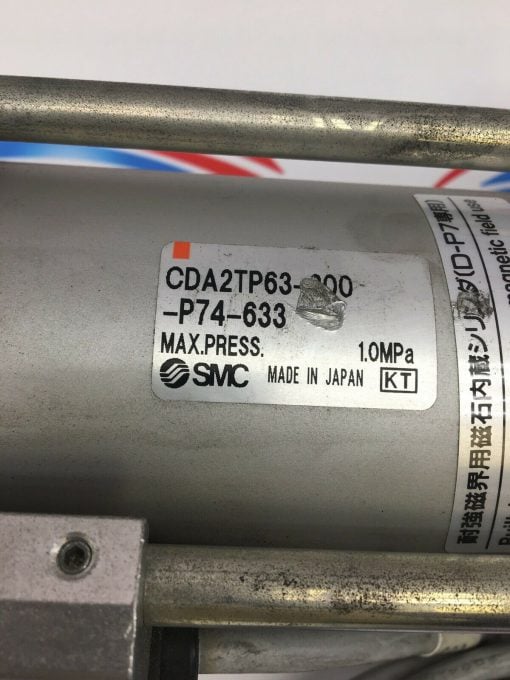 CDA2TP63-
-P74-633
MAX.PRESS. 1.0MPa
SMC MADE IN JAPAN KT
耐強磁界用磁石内蔵シリンダ(D-P7専用)
magnetic field use